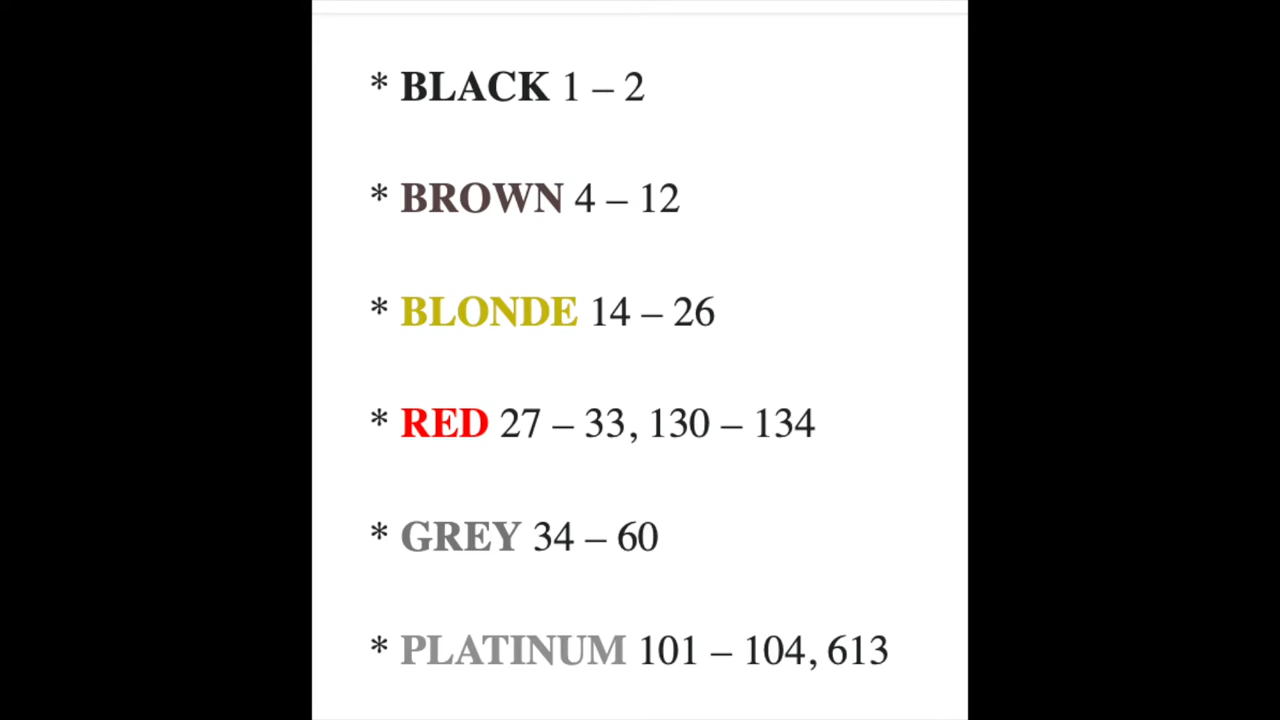 * BLACK 1 – 2
* BROWN 4 – 12
* BLONDE 14 – 26
* RED 27 – 33, 130 – 134
* GREY 34 – 60
* PLATINUM 101 – 104, 613